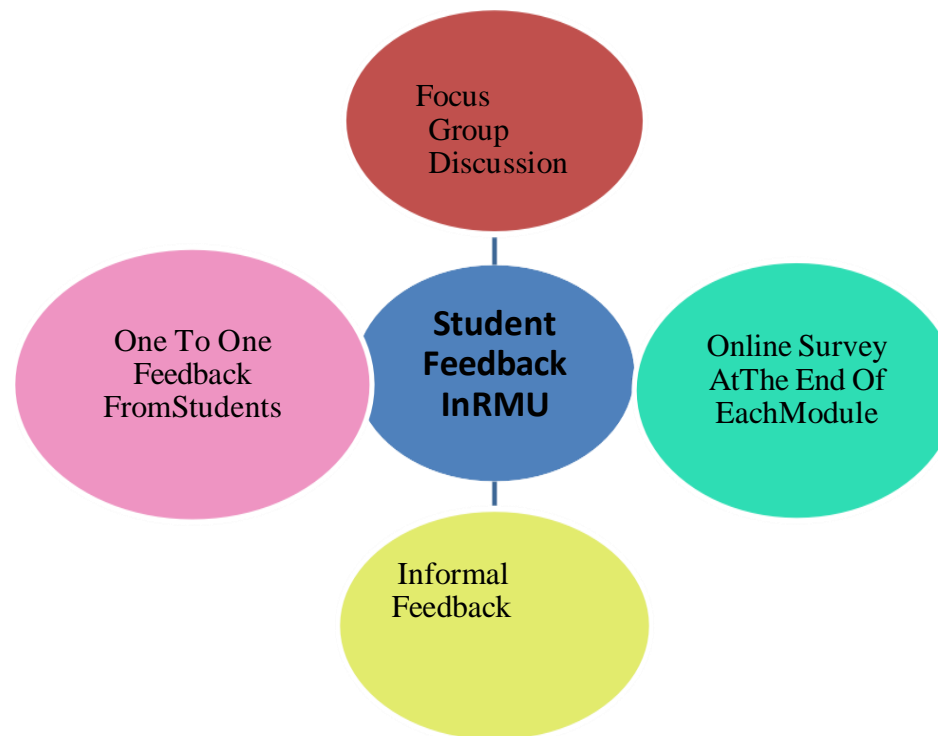 Focus
Group
Discussion
One To One
Feedback
FromStudents
Student
Feedback
InRMU
Online Survey
AtThe End Of
EachModule
Informal
Feedback